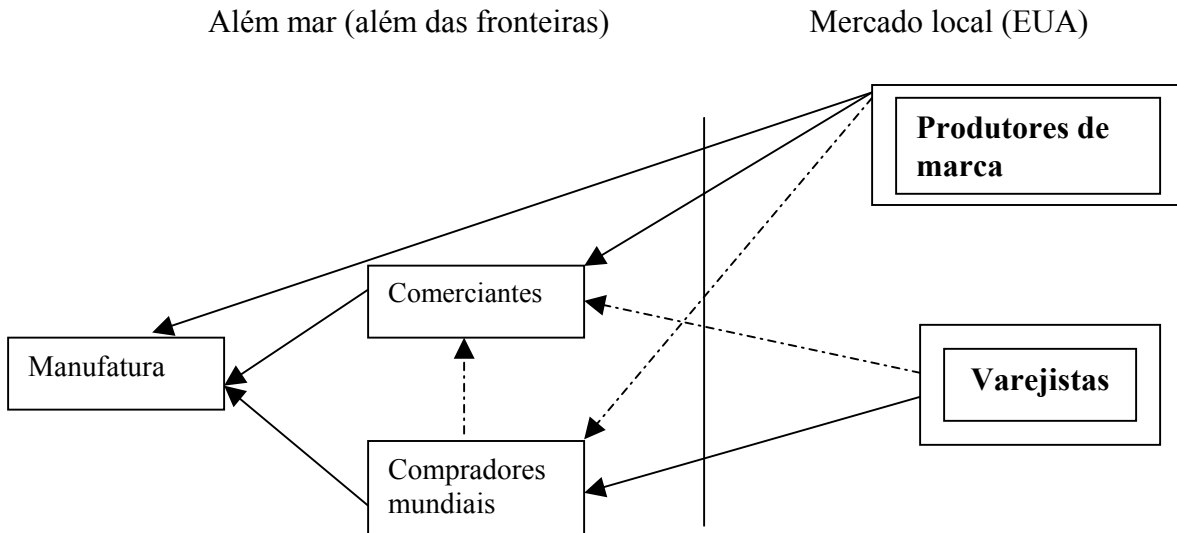 Além mar (além das fronteiras)
Mercado local (EUA)
Produtores de
marca
Comerciantes
Manufatura
Varejistas
Compradores
mundiais